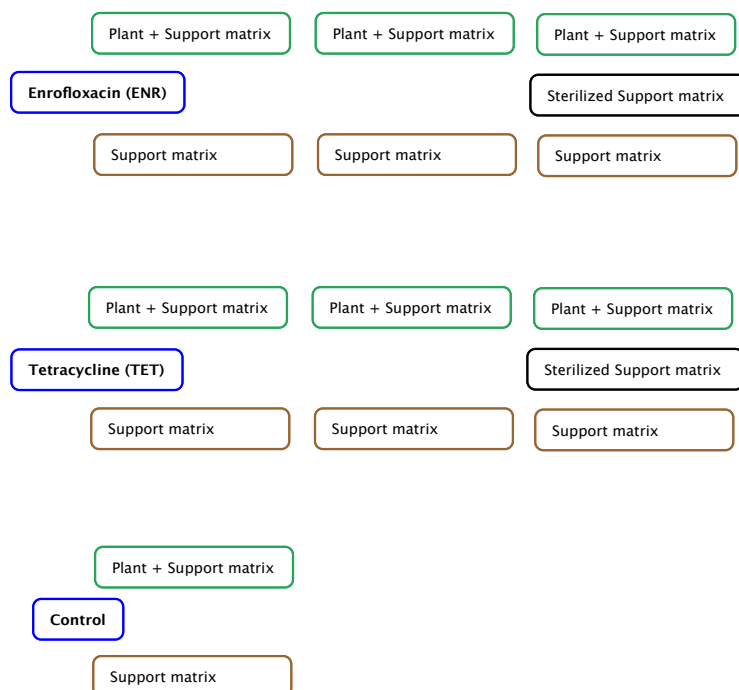 Plant + Support matrix
Plant + Support matrix
Plant + Support matrix
Enrofloxacin (ENR)
Sterilized Support matrix
Support matrix
Support matrix
Support matrix
Plant + Support matrix
Plant + Support matrix
Plant + Support matrix
Tetracycline (TET)
Sterilized Support matrix
Support matrix
Support matrix
Support matrix
Plant + Support matrix
Control
Support matrix